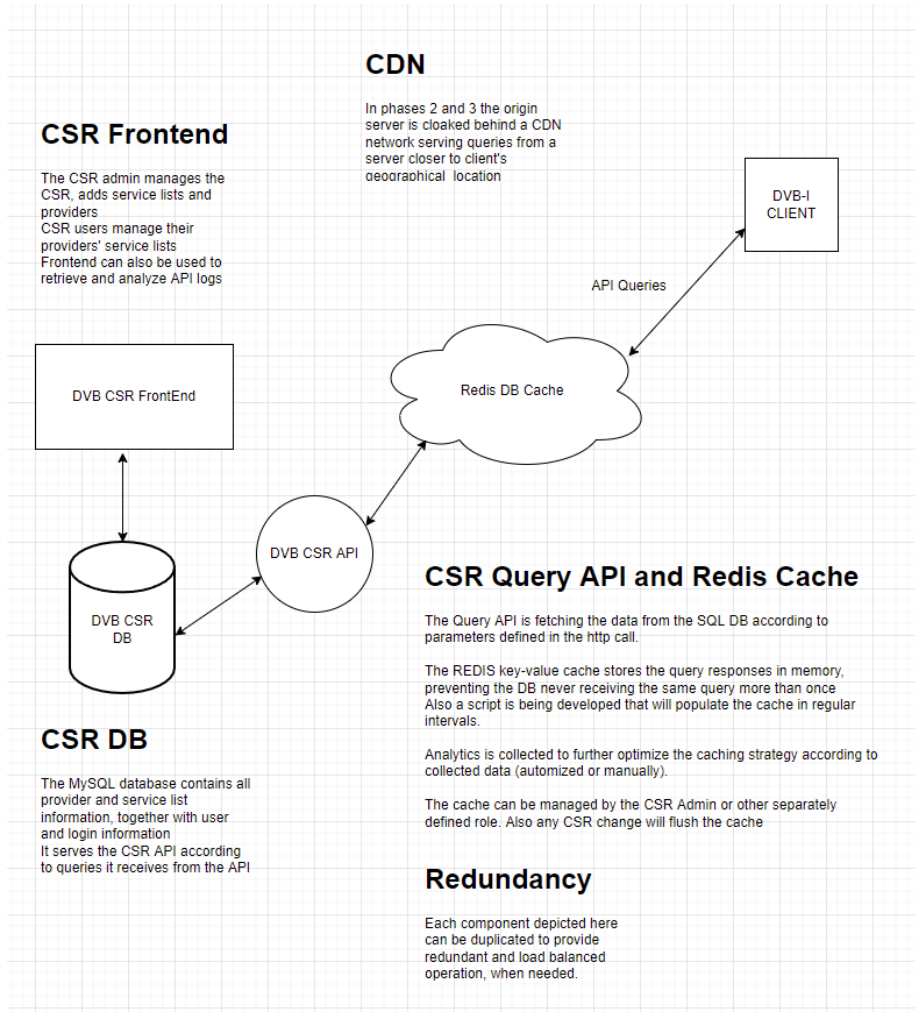 CDN
In phases 2 and 3 the origin
server is cloaked behind a CDN
network serving queries from a
server closer to client's
geographical location
CSR Frontend
The CSR admin manages the
CSR, adds service lists and
providers
CSR users manage their
providers' service lists
Frontend can also be used to
retrieve and analyze API logs
DVB-I
CLIENT
API Queries
Redis DB Cache
DVB CSR FrontEnd
DVB CSR API
DVB CSR
DB
CSR Query API and Redis Cache
The Query API is fetching the data from the SQL DB according to
parameters defined in the http call.
The REDIS key-value cache stores the query responses in memory,
preventing the DB never receiving the same query more than once
Also a script is being developed that will populate the cache in regular
intervals.
Analytics is collected to further optimize the caching strategy according to
collected data (automized or manually).
The cache can be managed by the CSR Admin or other separately
defined role. Also any CSR change will flush the cache
CSR DB
The MySQL database contains all
provider and service list
information, together with user
and login information
It serves the CSR API according
to queries it receives from the API
Redundancy
Each component depicted here
can be duplicated to provide
redundant and load balanced
operation, when needed.